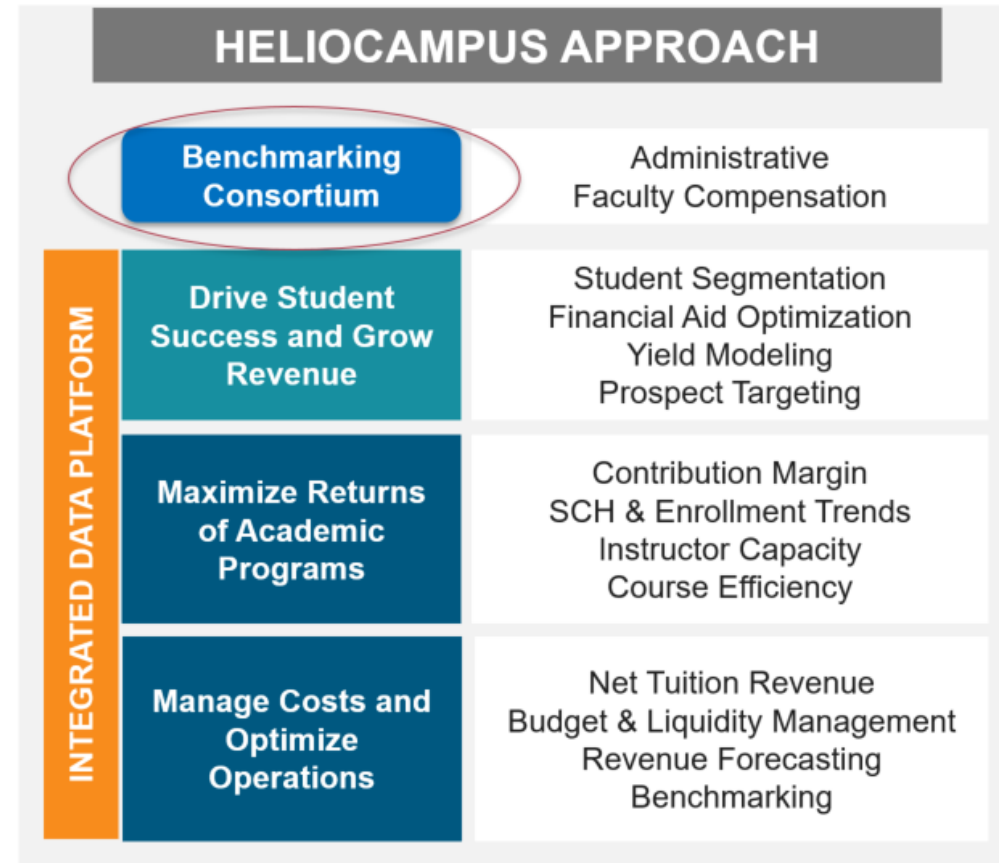 HELIOCAMPUS APPROACH
Benchmarking
Consortium
Administrative
Faculty Compensation
INTEGRATED DATA PLATFORM
Drive Student
Success and Grow
Revenue
Student Segmentation
Financial Aid Optimization
Yield Modeling
Prospect Targeting
Maximize Returns
of Academic
Programs
Contribution Margin
SCH & Enrollment Trends
Instructor Capacity
Course Efficiency
Manage Costs and
Optimize
Operations
Net Tuition Revenue
Budget & Liquidity Management
Revenue Forecasting
Benchmarking